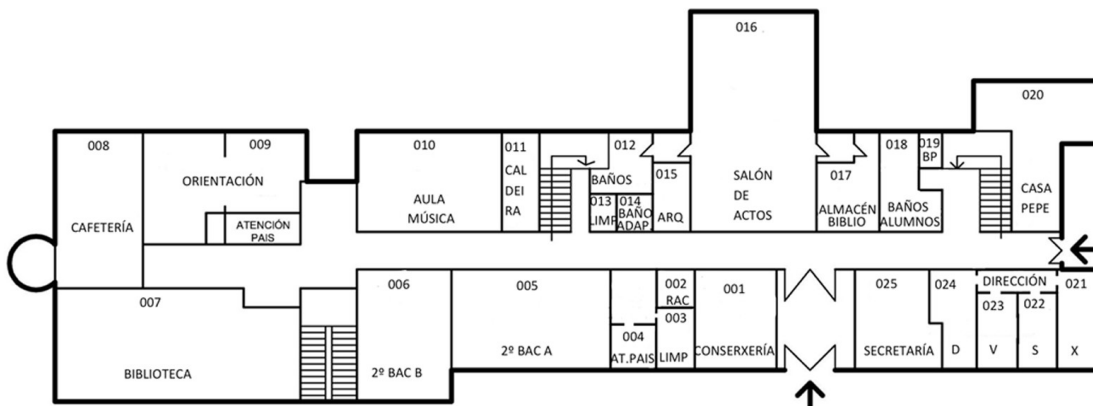 016
020
008
009
010
011
012
018
019
BP
CAL
DEI
RA
015
017
ORIENTACIÓN
BAÑOS
SALÓN
DE
ACTOS
CASA
PEPE
AULA
MÚSICA
013
LIMP
014
BAÑO
ADAP
ARQ
ALMACÉN
BIBLIO
BAÑOS
ALUMNOS
CAFETERÍA
ATENCIÓN
PAIS
007
006
005
002
RAC
001
025
024
DIRECCIÓN
023
022
021
003
004
BIBLIOTECA
2º BAC B
2º BAC A
AT.PAIS
LIMP
CONSERXERÍA
SECRETARÍA
D
V
S
X